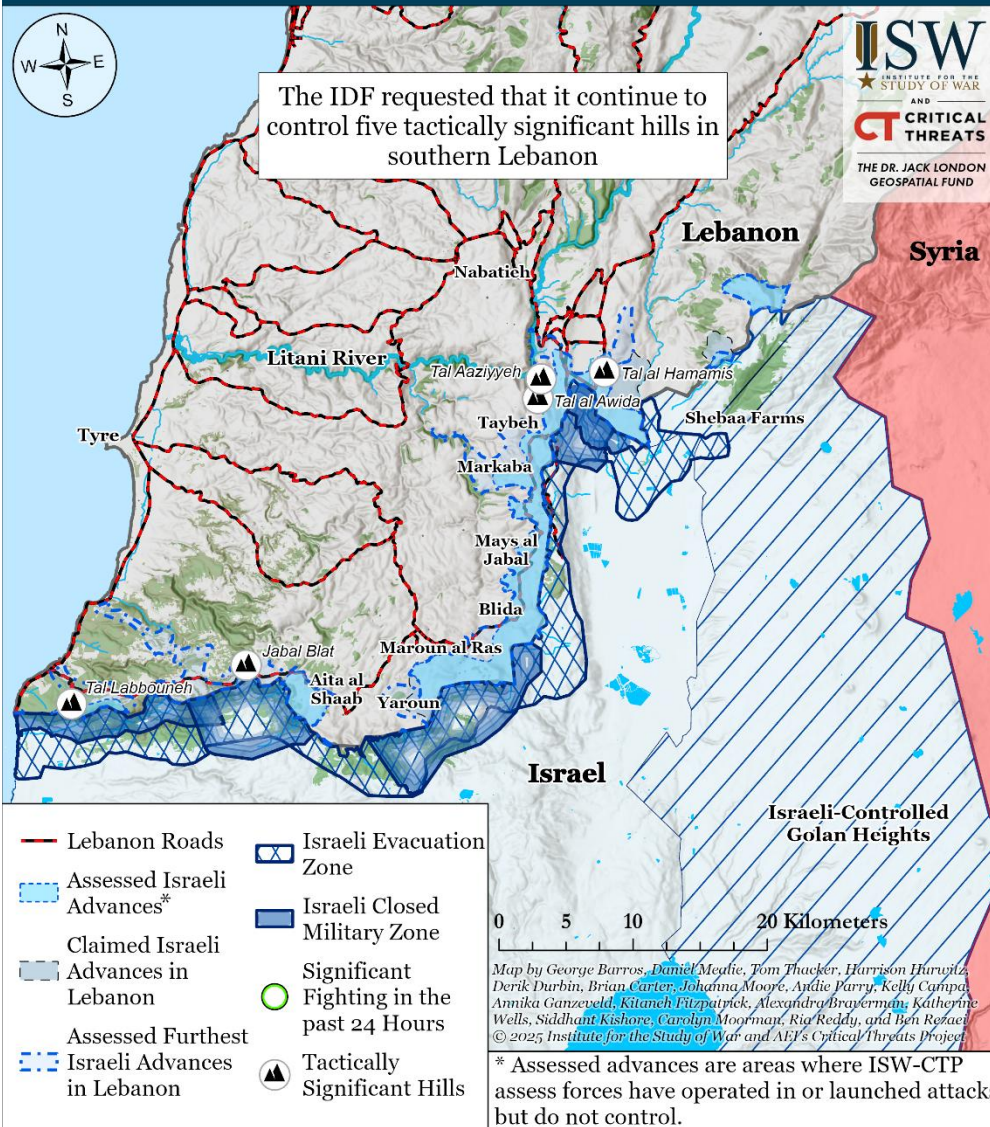 N
W
E
S
The IDF requested that it continue to
control five tactically significant hills in
southern Lebanon
ISW
INSTITUTE FOR THE
STUDY OF WAR
AND
CT CRITICAL
THREATS
THE DR. JACK LONDON
GEOSPATIAL FUND
Lebanon
Syria
Nabatieh
Litani River
Tal Aaziyyeh
Tal al Hamamis
Tal al Awida
Taybeh
Shebaa Farms
Tyre
Markaba
Mays al
Jabal
Blida
Maroun al Ras
Jabal Blat
Aita al
Shaab
Yaroun
Tal Labbouneh
Israel
Israeli-Controlled
Golan Heights
Lebanon Roads
Assessed Israeli
Advances*
Claimed Israeli
Advances in
Lebanon
Assessed Furthest
Israeli Advances
in Lebanon
Israeli Evacuation
Zone
Israeli Closed
Military Zone
Significant
Fighting in the
past 24 Hours
Tactically
Significant Hills
0 5 10 20 Kilometers
Map by George Barros, Daniel Mealie, Tom Thacker, Harrison Hurwitz,
Derik Durbin, Brian Carter, Johanna Moore, Andie Parry, Kelly Campa,
Annika Ganzeveld, Kitaneh Fitzpatrick, Alexandra Braverman, Katherine
Wells, Siddhant Kishore, Carolyn Moorman, Ria Reddy, and Ben Rezaei
© 2025 Institute for the Study of War and AEI's Critical Threats Project
* Assessed advances are areas where ISW-CTP
assess forces have operated in or launched attacks
but do not control.